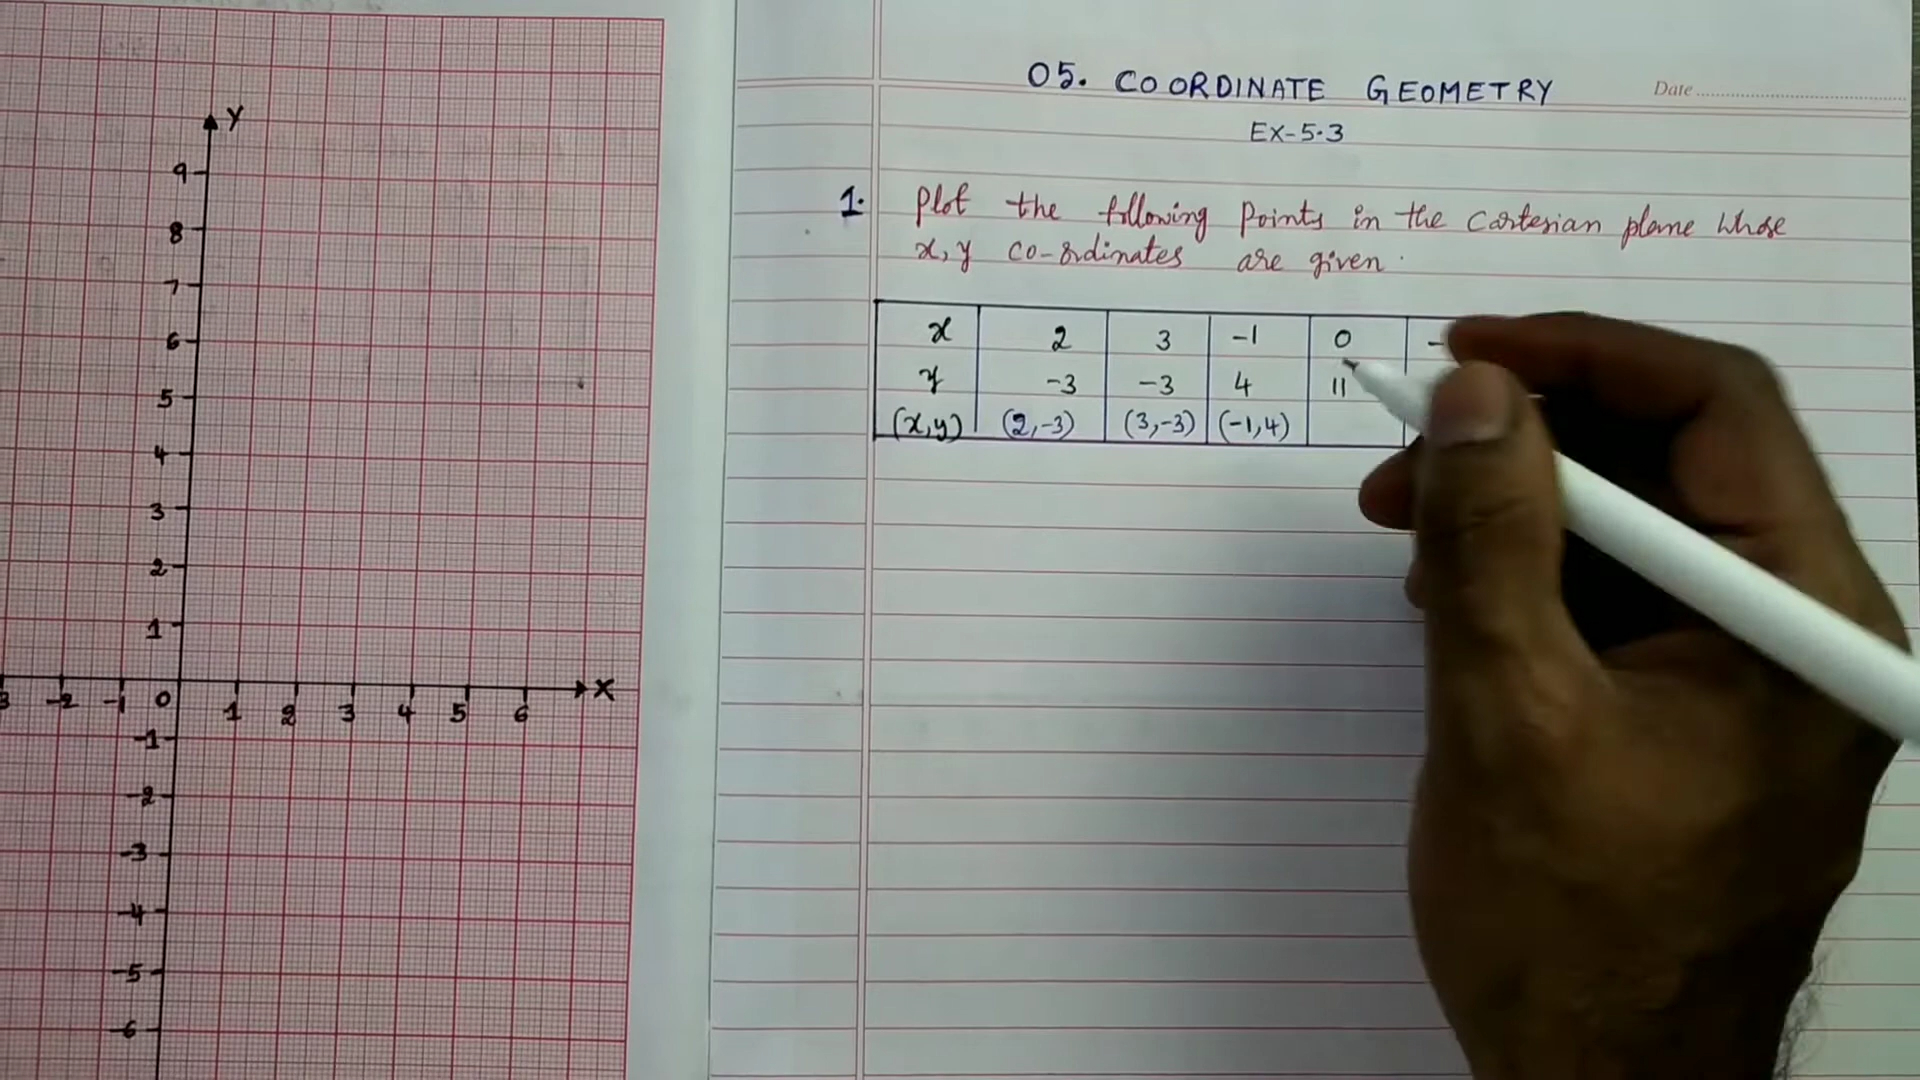 Y
9
8
7
6
5
4
3
2
1
3 -2 -1 0 1 2 3 4 5 6 X
-1
-2
-3
-4
-5
-6
05. COORDINATE GEOMETRY
Date
EX-5.3
1. Plot the following Points in the Cartesian plane whose
x, y co-ordinates are given.
x 2 3 -1 0 -
y -3 -3 4 11
(x,y) (2,-3) (3,-3) (-1,4)